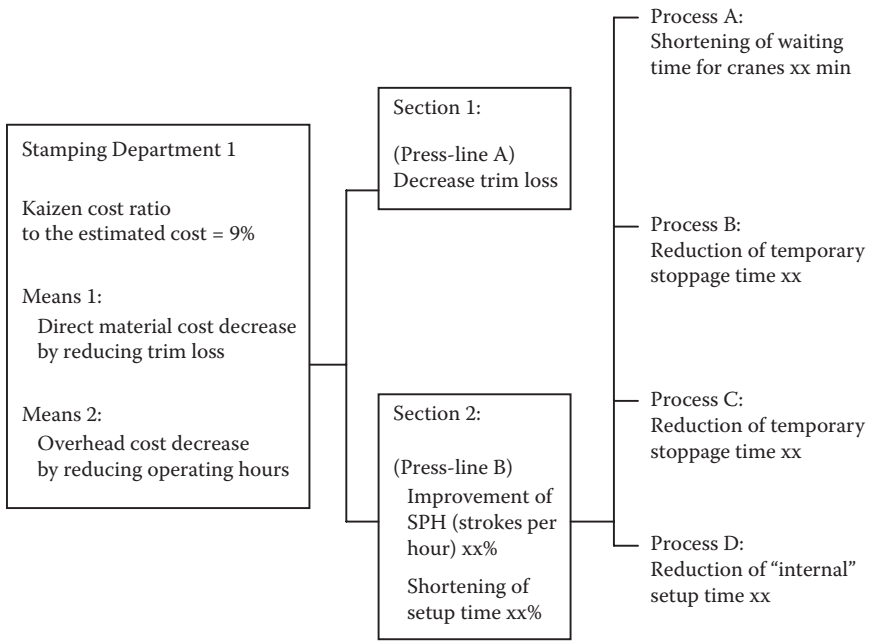 Stamping Department 1
Kaizen cost ratio
to the estimated cost = 9%
Means 1:
Direct material cost decrease
by reducing trim loss
Means 2:
Overhead cost decrease
by reducing operating hours
Section 1:
(Press-line A)
Decrease trim loss
Section 2:
(Press-line B)
Improvement of
SPH (strokes per
hour) xx%
Shortening of
setup time xx%
Process A:
Shortening of waiting
time for cranes xx min
Process B:
Reduction of temporary
stoppage time xx
Process C:
Reduction of temporary
stoppage time xx
Process D:
Reduction of “internal”
setup time xx